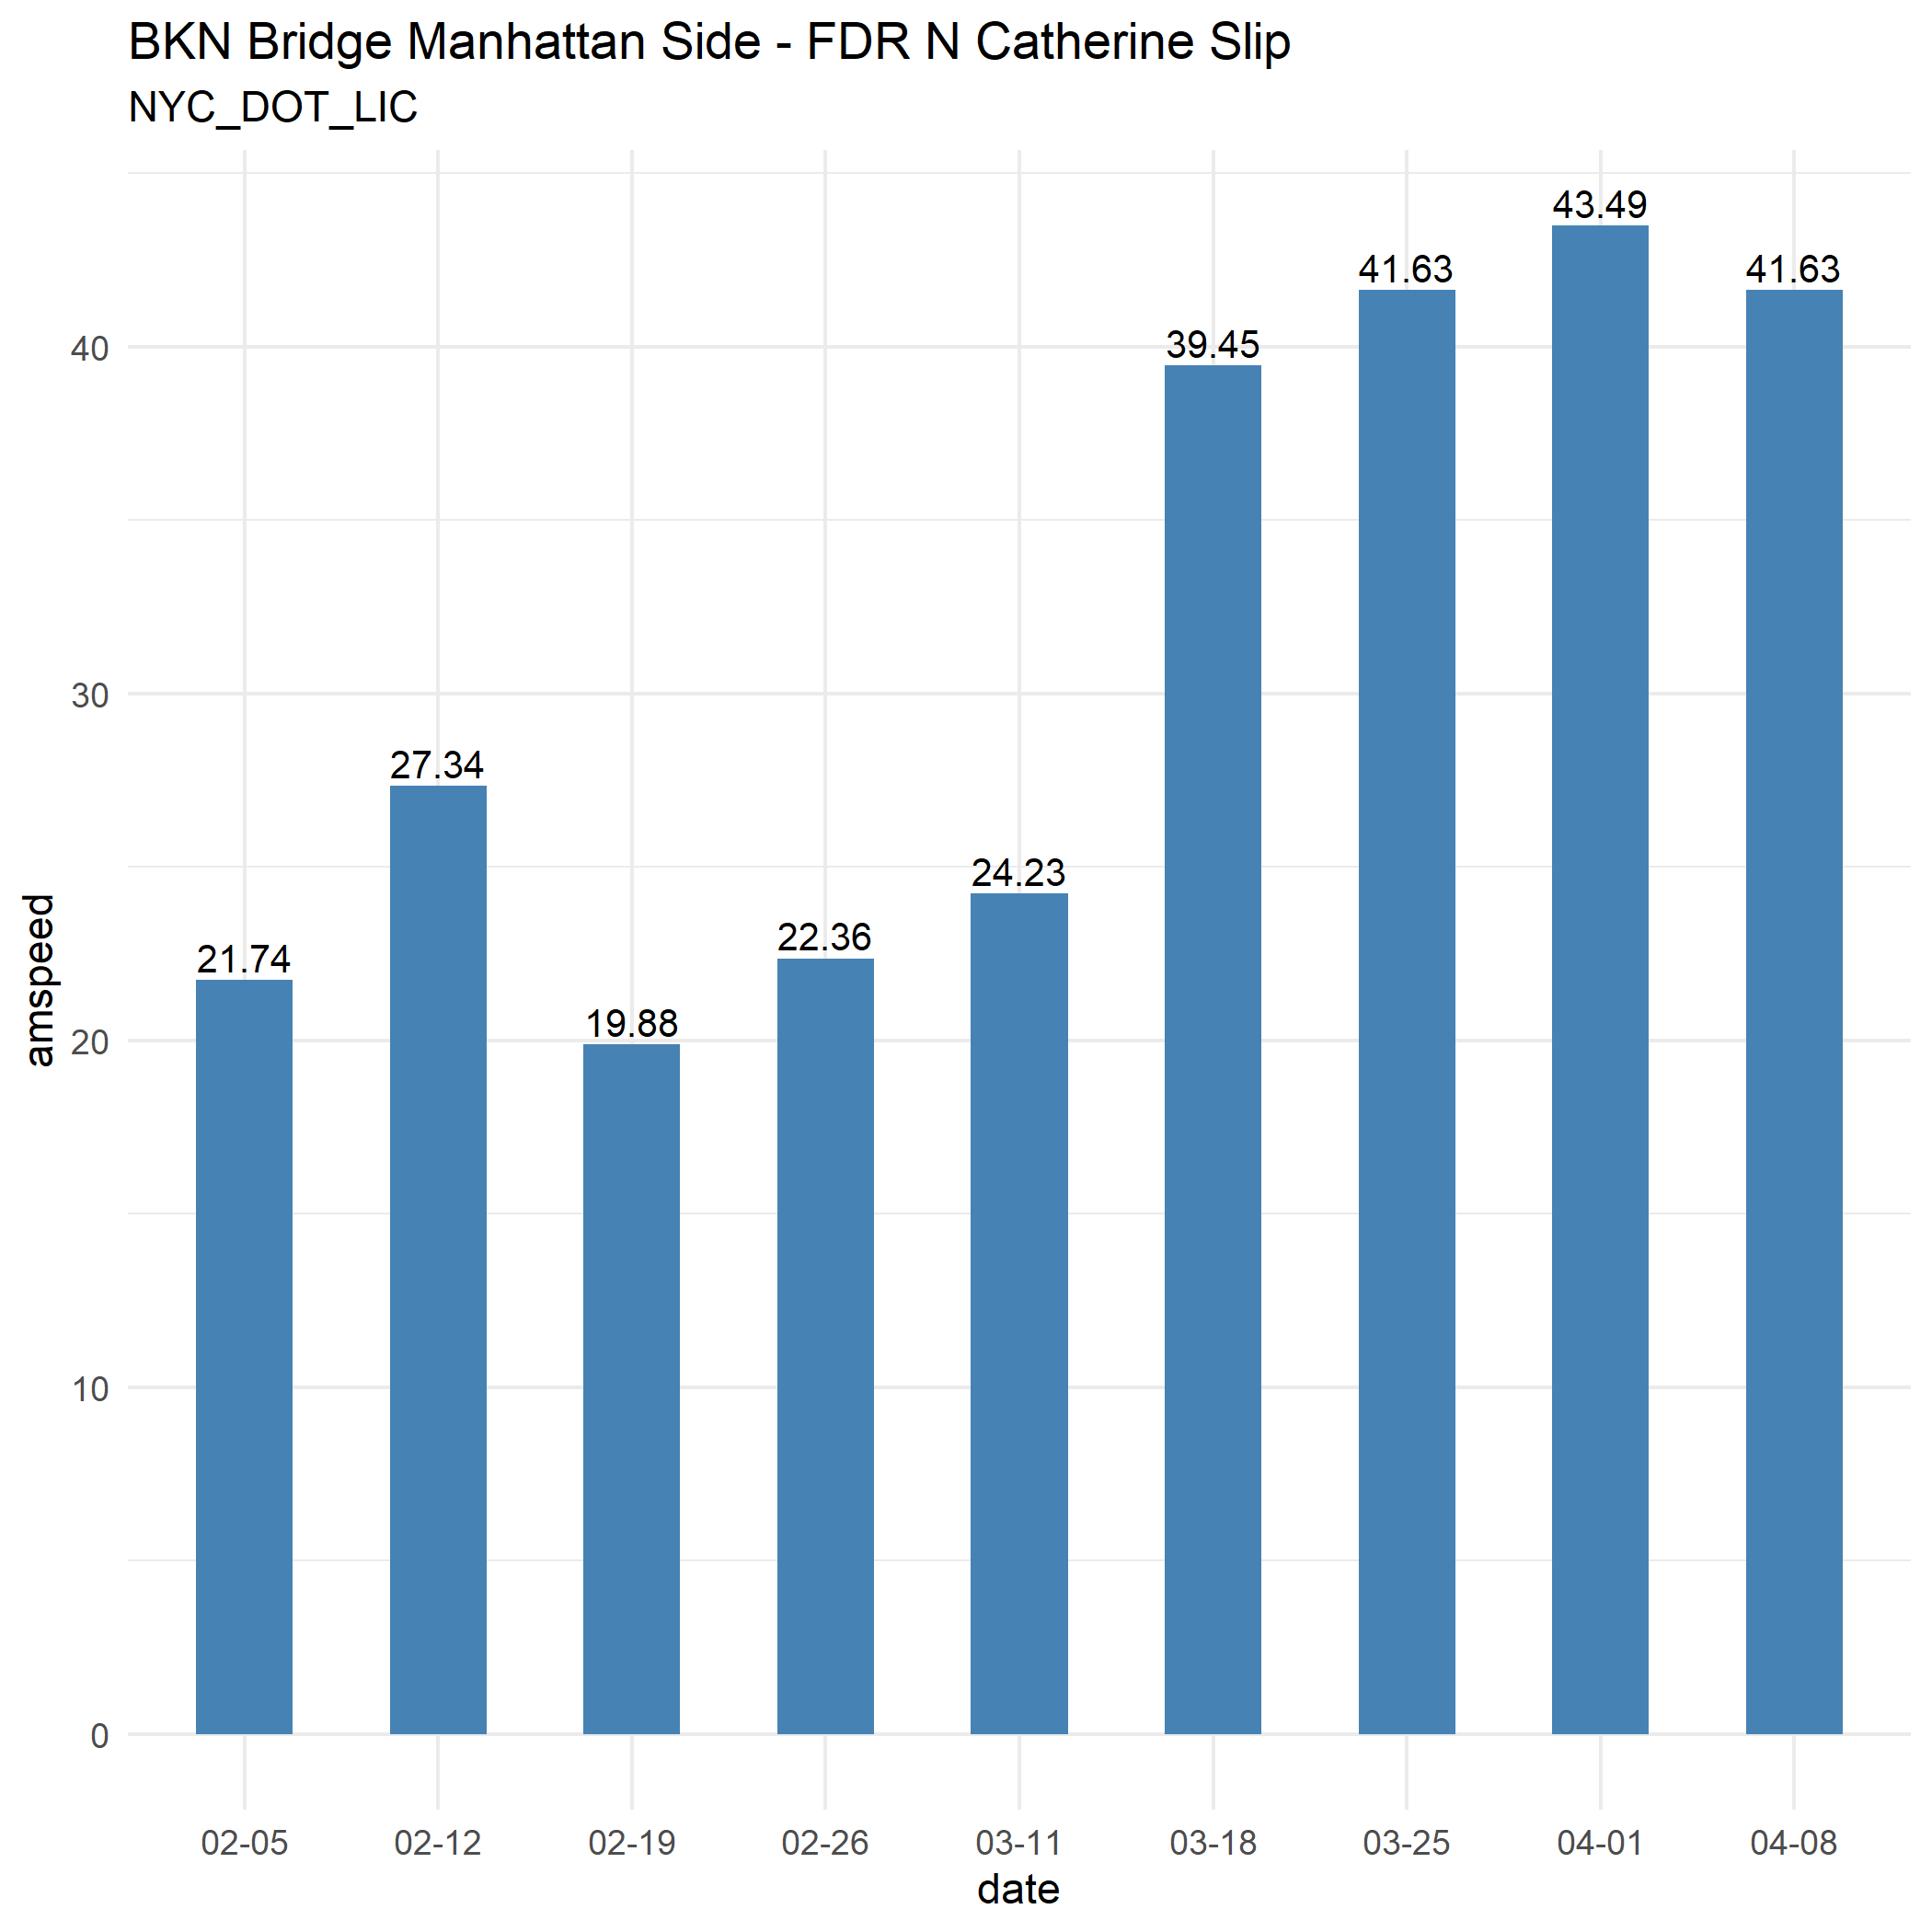 BKN Bridge Manhattan Side - FDR N Catherine Slip
NYC_DOT_LIC
43.49
41.63
41.63
39.45
27.34
24.23
22.36
21.74
19.88
40
30
20
10
0
amspeed
02-05 02-12 02-19 02-26 03-11 03-18 03-25 04-01 04-08
date